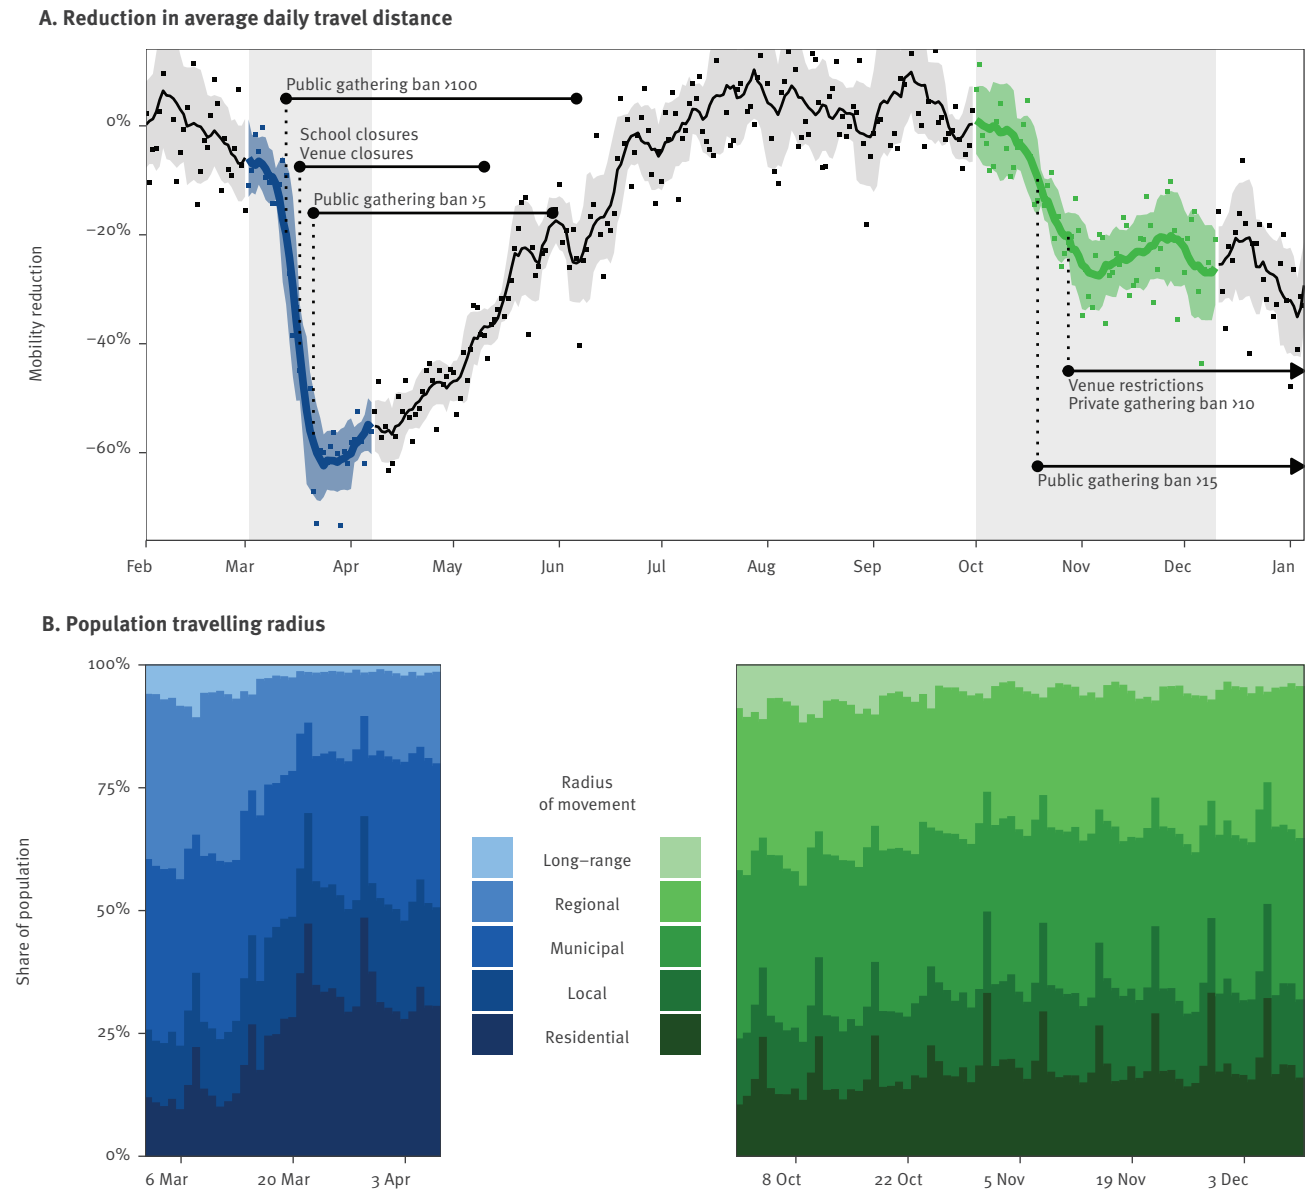 A. Reduction in average daily travel distance
Mobility reduction
0%
−20%
−40%
−60%
Public gathering ban >100
School closures
Venue closures
Public gathering ban >5
Venue restrictions
Private gathering ban >10
Public gathering ban >15
Feb Mar Apr May Jun Jul Aug Sep Oct Nov Dec Jan
B. Population travelling radius
Share of population
100%
75%
50%
25%
0%
Radius
of movement
Long–range
Regional
Municipal
Local
Residential
6 Mar 20 Mar 3 Apr
8 Oct 22 Oct 5 Nov 19 Nov 3 Dec